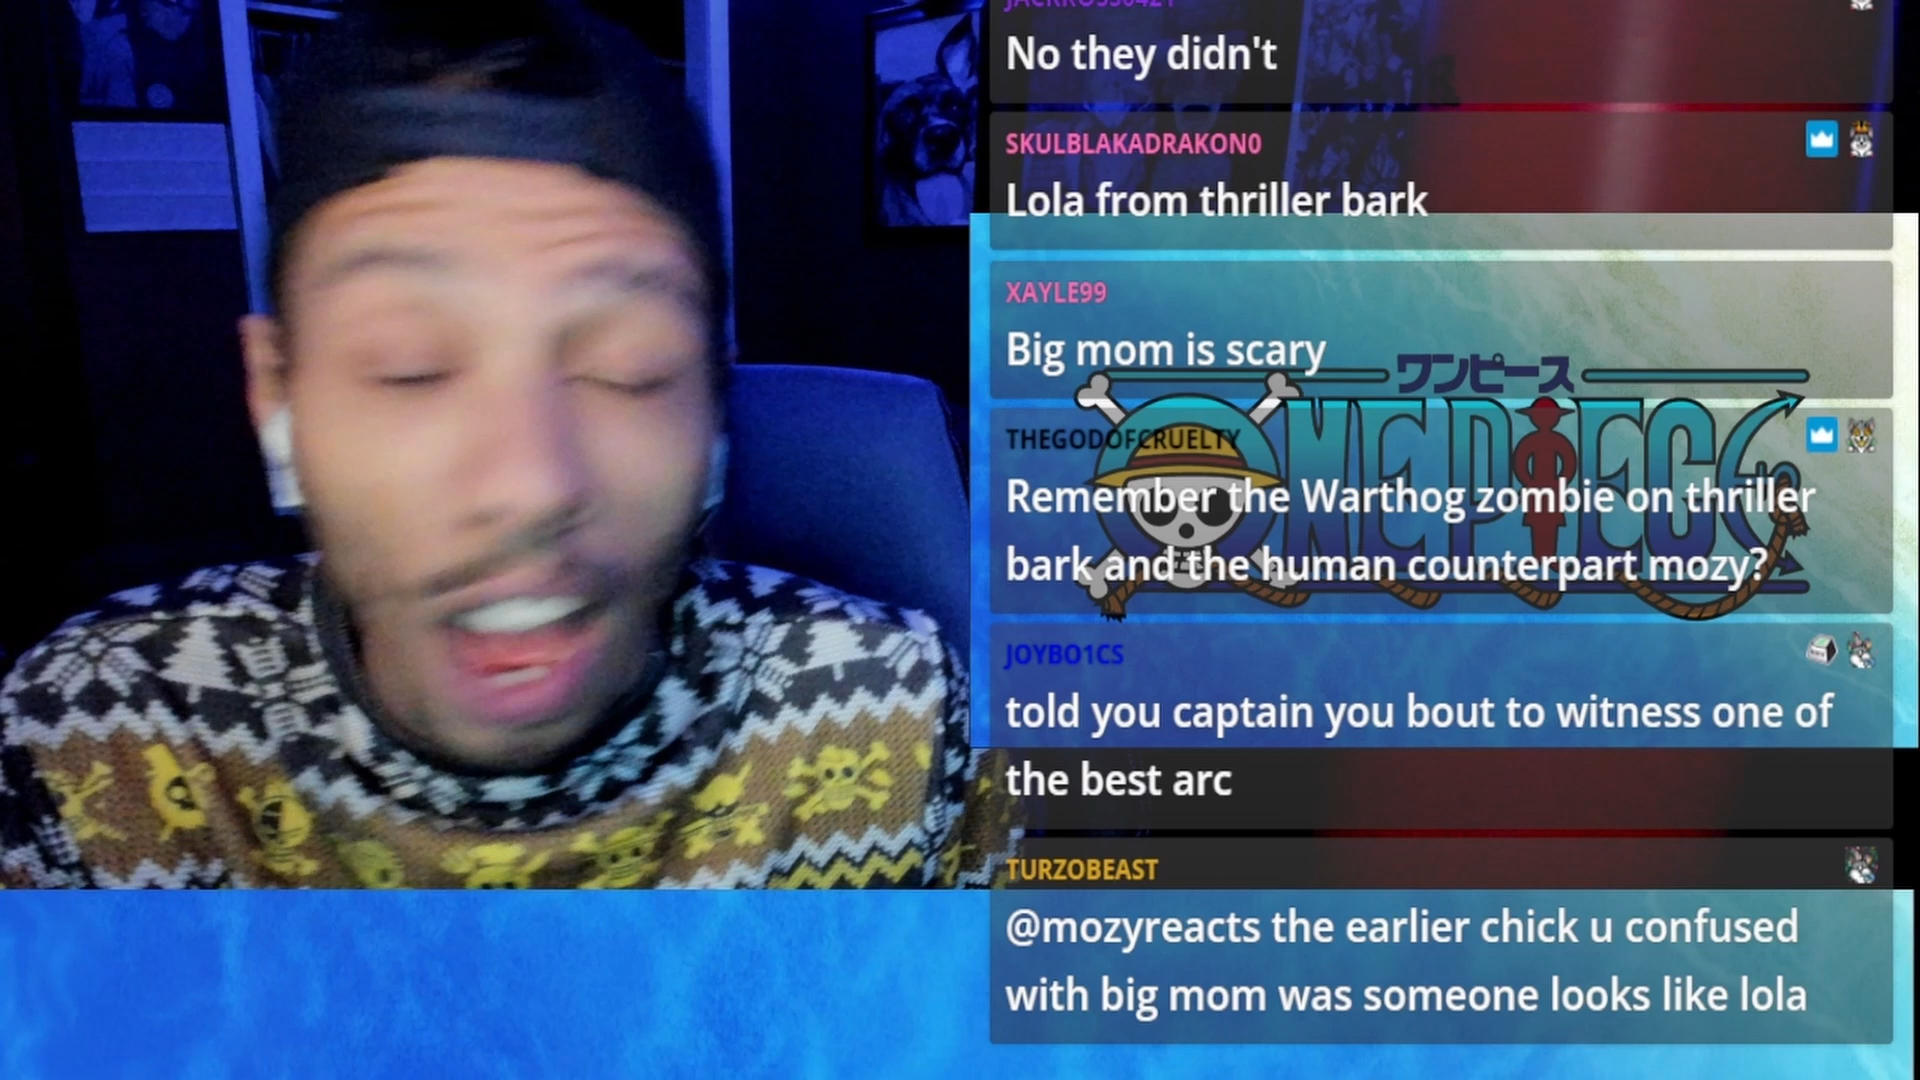 JACKROSS0421
No they didn't
SKULBLAKADRAKON0
Lola from thriller bark
XAYLE99
Big mom is scary
ワンピース
ONE PIECE
THEGODOFCRUELTY
Remember the Warthog zombie on thriller
bark and the human counterpart mozy?
JOYBO1CS
told you captain you bout to witness one of
the best arc
TURZOBEAST
@mozyreacts the earlier chick u confused
with big mom was someone looks like lola